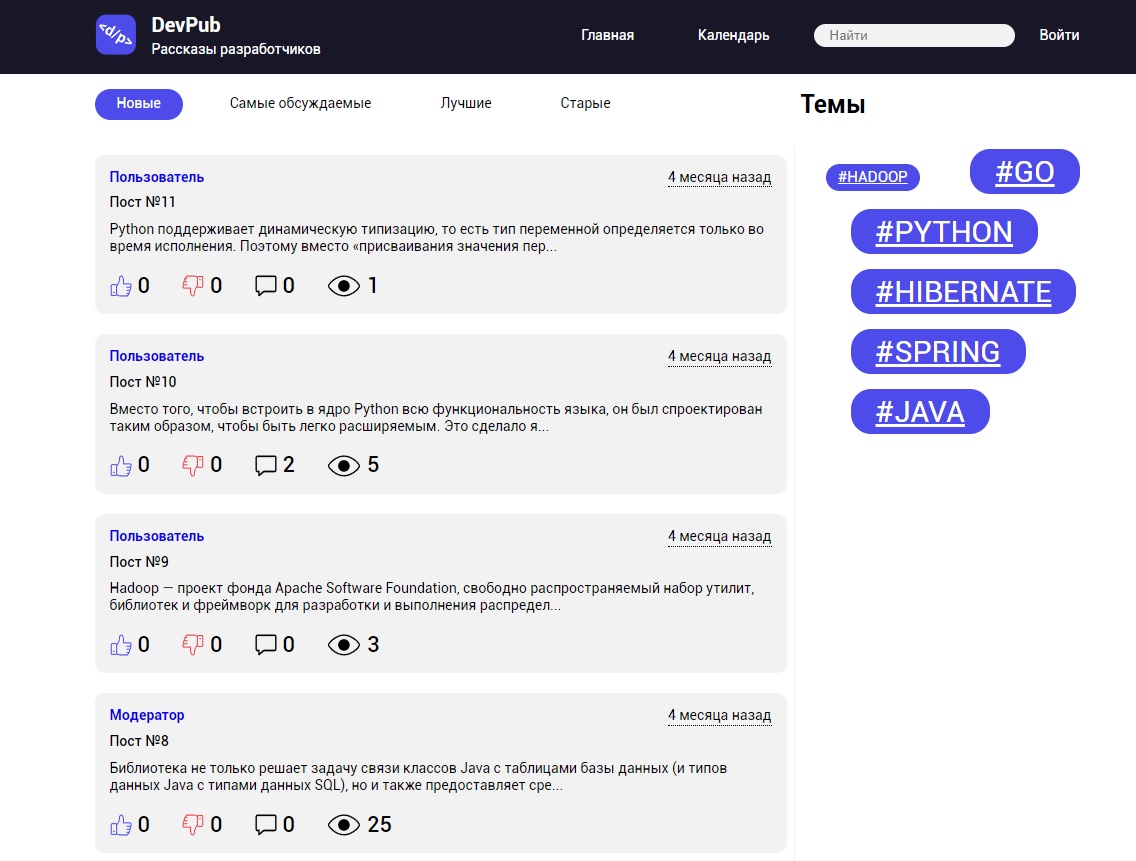 <d/p>
DevPub
Рассказы разработчиков
Главная
Календарь
Найти
Войти
Новые
Самые обсуждаемые
Лучшие
Старые
Темы
Пользователь
4 месяца назад
Пост №11
Python поддерживает динамическую типизацию, то есть тип переменной определяется только во
время исполнения. Поэтому вместо «присваивания значения пер...
0 0 0 1
Пользователь
4 месяца назад
Пост №10
Вместо того, чтобы встроить в ядро Python всю функциональность языка, он был спроектирован
таким образом, чтобы быть легко расширяемым. Это сделало я...
0 0 2 5
Пользователь
4 месяца назад
Пост №9
Hadoop — проект фонда Apache Software Foundation, свободно распространяемый набор утилит,
библиотек и фреймворк для разработки и выполнения распредел...
0 0 0 3
Модератор
4 месяца назад
Пост №8
Библиотека не только решает задачу связи классов Java с таблицами базы данных (и типов
данных Java с типами данных SQL), но и также предоставляет сре...
0 0 0 25
#HADOOP
#GO
#PYTHON
#HIBERNATE
#SPRING
#JAVA